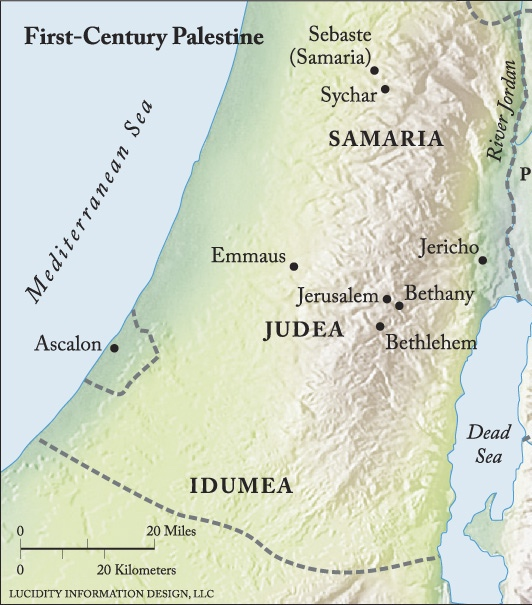 First-Century Palestine
Sebaste
(Samaria)
Sychar
River Jordan
SAMARIA
P
Mediterranean Sea
Emmaus
Jericho
Jerusalem
Bethany
JUDEA
Bethlehem
Ascalon
Dead
Sea
IDUMEA
0 20 Miles
0 20 Kilometers
LUCIDITY INFORMATION DESIGN, LLC